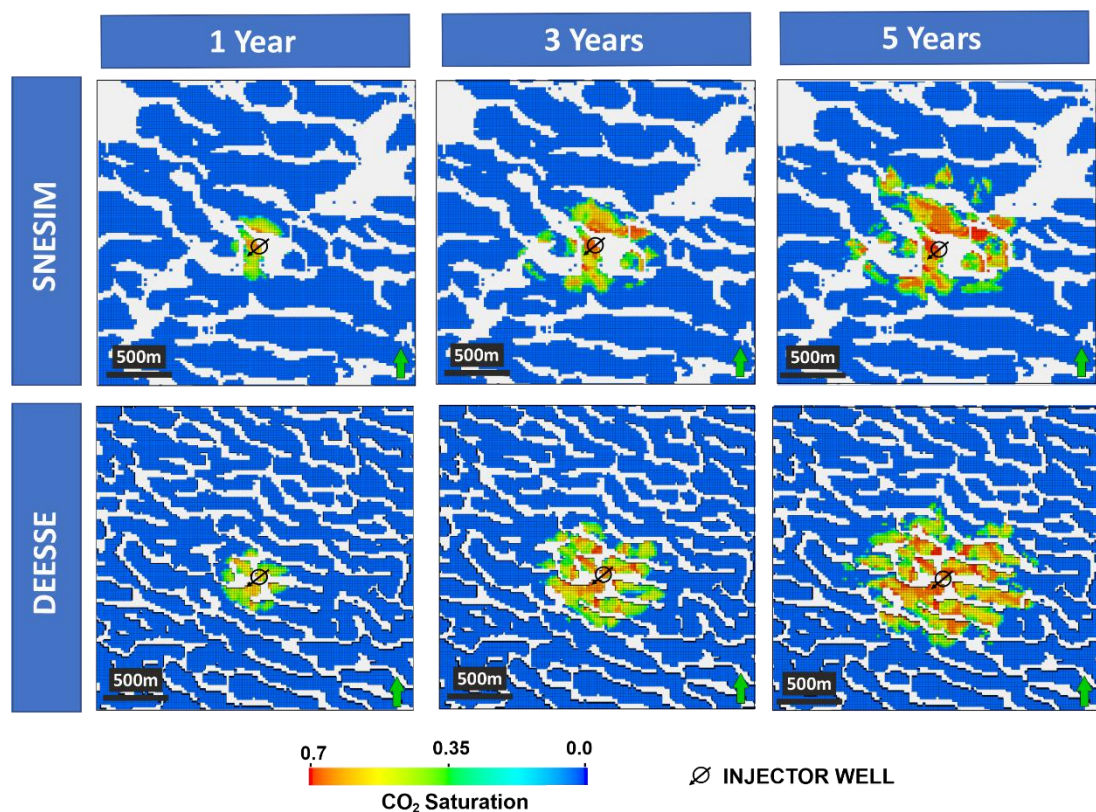 1 Year
3 Years
5 Years
SNESIM
500m
500m
500m
DEESSE
500m
500m
500m
0.7
0.35
0.0
CO₂ Saturation
INJECTOR WELL